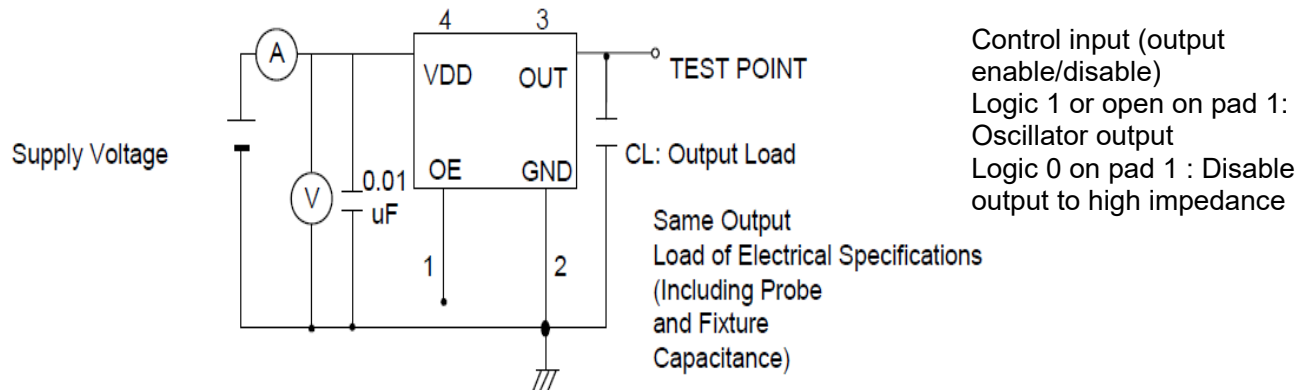 4
3
A
VDD
OUT
TEST POINT
Supply Voltage
OE
GND
CL: Output Load
V
0.01
uF
1
2
Same Output
Load of Electrical Specifications
(Including Probe
and Fixture
Capacitance)
Control input (output
enable/disable)
Logic 1 or open on pad 1:
Oscillator output
Logic 0 on pad 1 : Disable
output to high impedance